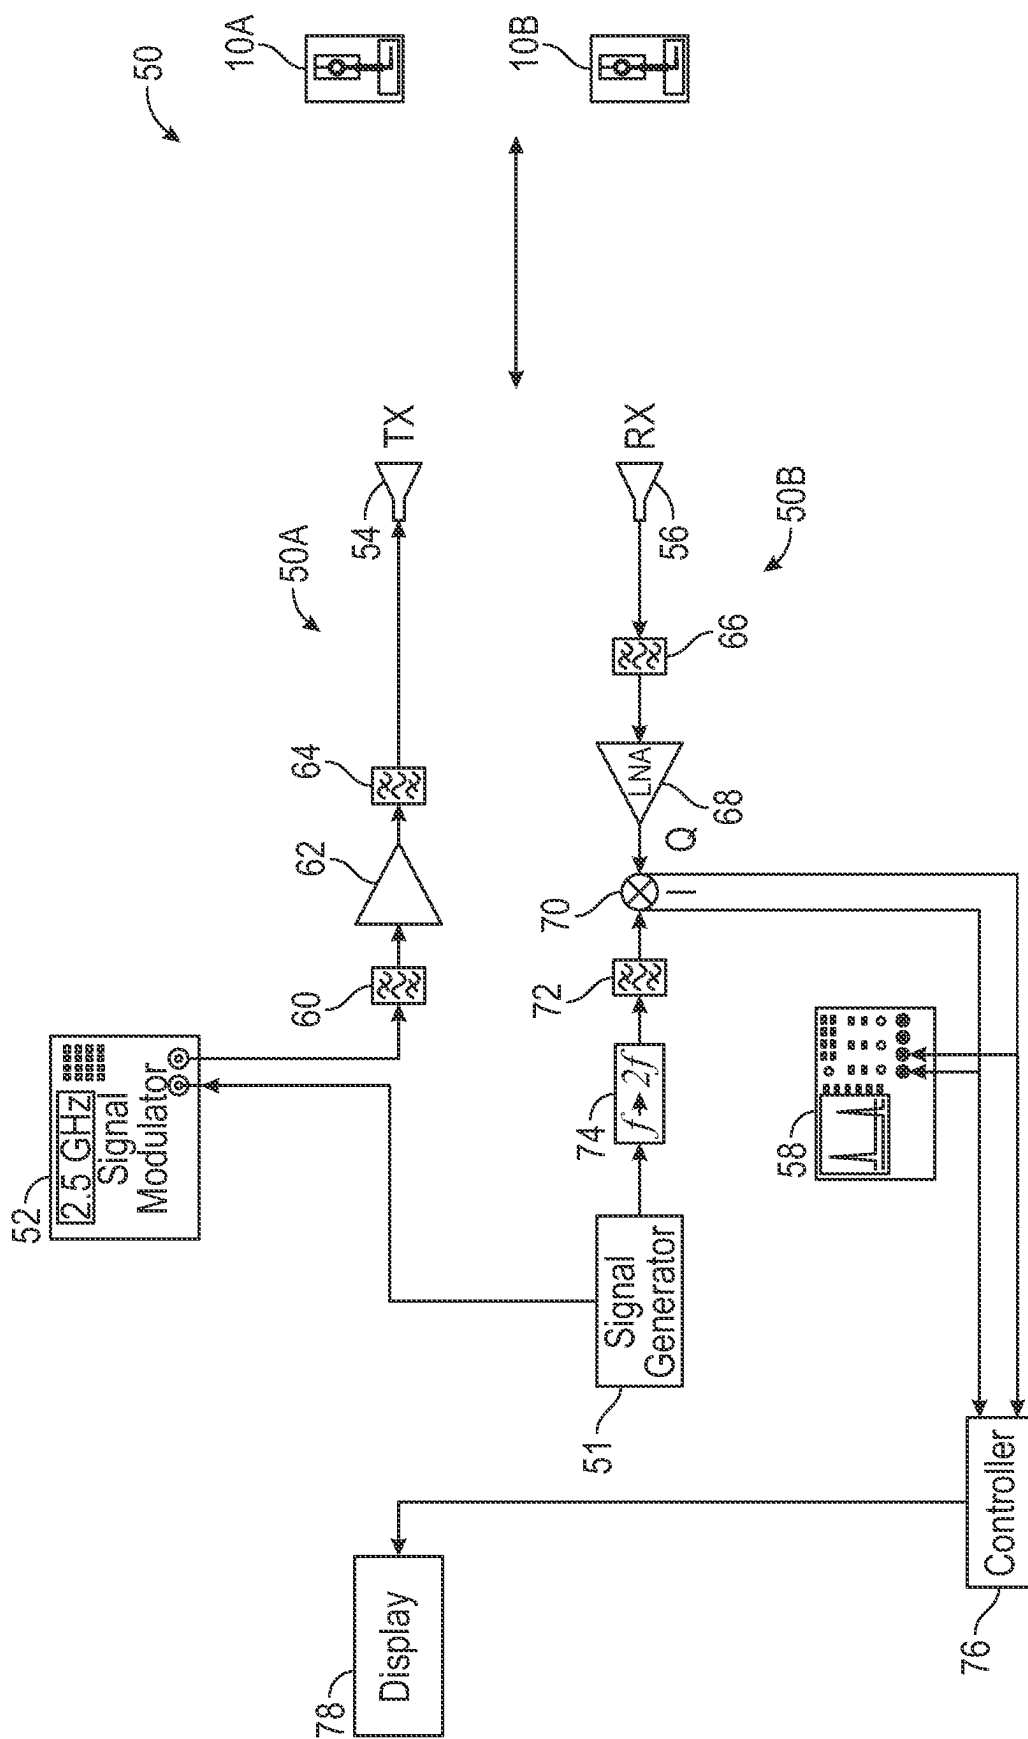 50
10A
10B
TX
RX
54
56
50A
50B
64
66
62
LNA
68
Q
I
70
60
72
52
2.5 GHz
Signal
Modulator
74
f → 2f
58
Signal
Generator
51
Controller
76
Display
78